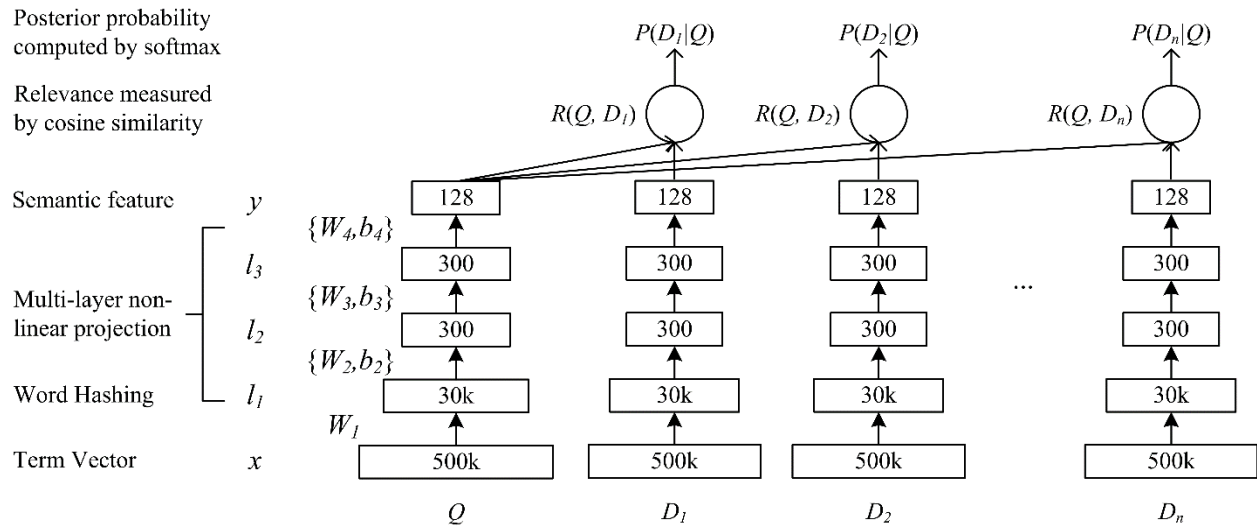 Posterior probability
computed by softmax
P(D1|Q)
P(D2|Q)
P(Dn|Q)
Relevance measured
by cosine similarity
R(Q, D1)
R(Q, D2)
R(Q, Dn)
Semantic feature
y
128
128
128
128
{W4,b4}
l3
300
300
300
300
...
Multi-layer non-
linear projection
{W3,b3}
l2
300
300
300
300
{W2,b2}
Word Hashing
l1
30k
30k
30k
30k
W1
Term Vector
x
500k
500k
500k
500k
Q
D1
D2
Dn